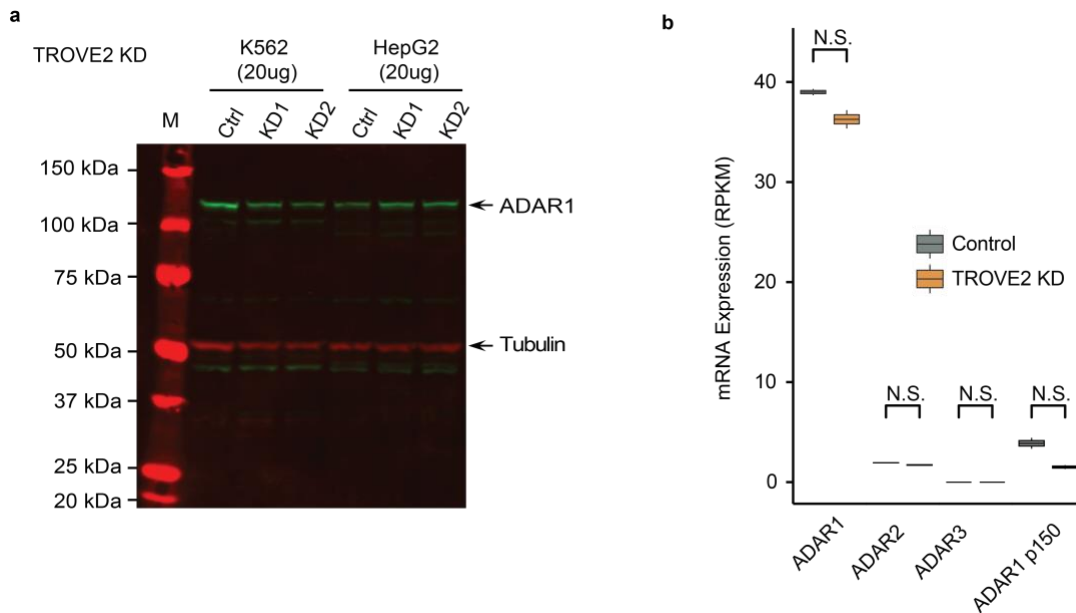 a
TROVE2 KD
K562
(20ug)
HepG2
(20ug)
M
Ctrl
KD1
KD2
Ctrl
KD1
KD2
150 kDa
100 kDa
75 kDa
50 kDa
37 kDa
25 kDa
20 kDa
ADAR1
Tubulin
b
mRNA Expression (RPKM)
40
30
20
10
0
N.S.
N.S.
N.S.
N.S.
Control
TROVE2 KD
ADAR1
ADAR2
ADAR3
ADAR1 p150